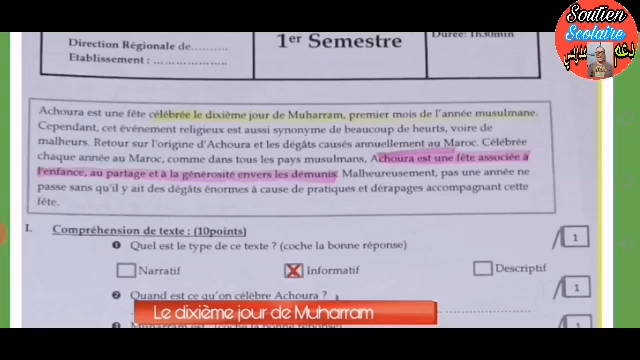 Soutien
Scolaire
Direction Régionale de..........
Etablissement : ....................
1er Semestre
Durée: 1h30min
Achoura est une fête célébrée le dixième jour de Muharram, premier mois de l'année musulmane.
Cependant, cet événement religieux est aussi synonyme de beaucoup de heurts, voire de
malheurs. Retour sur l'origine d'Achoura et les dégâts causés annuellement au Maroc. Célébrée
chaque année au Maroc, comme dans tous les pays musulmans, Achoura est une fête associée à
l'enfance, au partage et à la générosité envers les démunis. Malheureusement, pas une année ne
passe sans qu'il y ait des dégâts énormes à cause de pratiques et dérapages accompagnant cette
fête.
I. Compréhension de texte : (10points)
❶ Quel est le type de ce texte ? (coche la bonne réponse)
/ 1
Narratif
Informatif
Descriptif
❷ Quand est ce qu'on célèbre Achoura ?
/ 1
Le dixième jour de Muharram